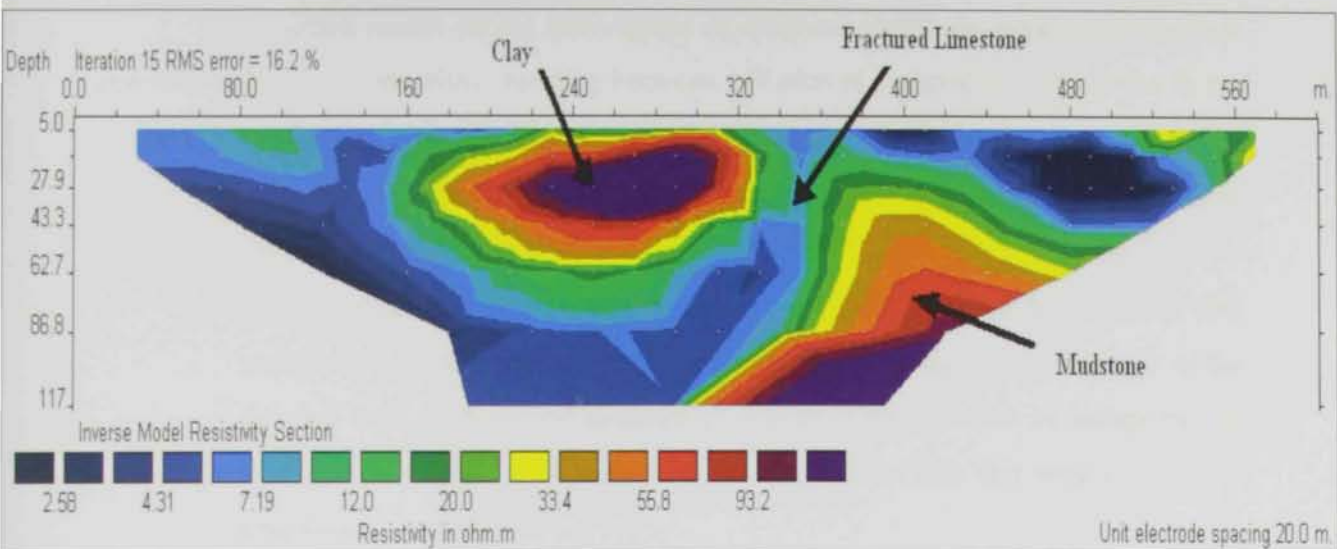 Clay
Fractured Limestone
Depth Iteration 15 RMS error = 16.2 %
0.0 80.0 160 240 320 400 480 560 m.
5.0
27.9
43.3
62.7
86.8
117.
Mudstone
Inverse Model Resistivity Section
2.58 4.31 7.19 12.0 20.0 33.4 55.8 93.2
Resistivity in ohm.m
Unit electrode spacing 20.0 m.